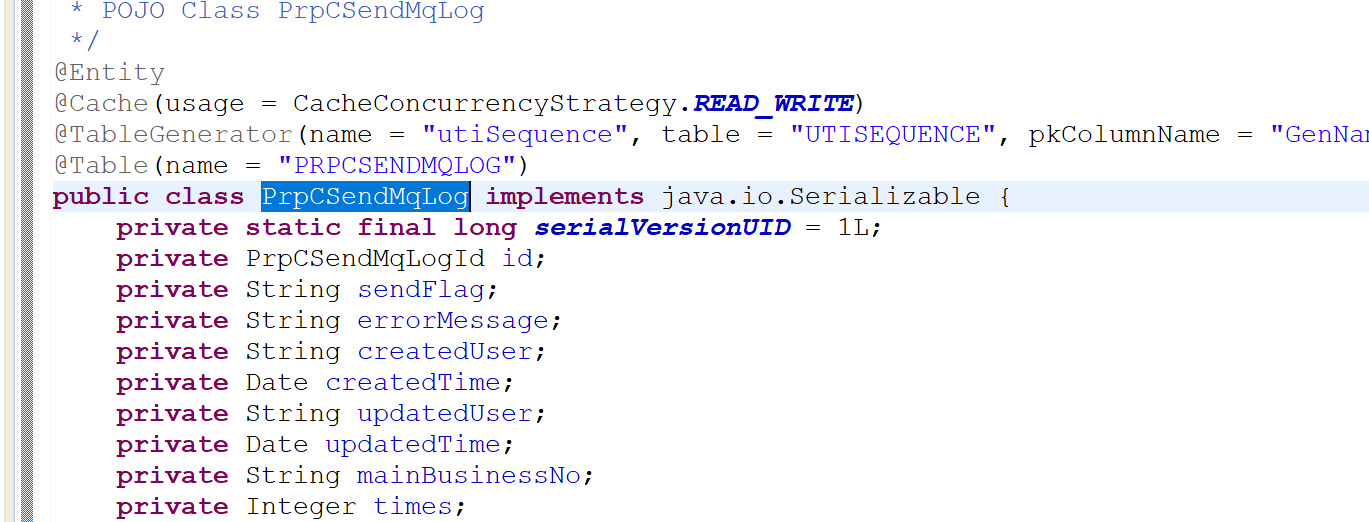 * POJO Class PrpCSendMqLog
*/
@Entity
@Cache(usage = CacheConcurrencyStrategy.READ_WRITE)
@TableGenerator(name = "utiSequence", table = "UTISEQUENCE", pkColumnName = "GenNa
@Table(name = "PRPCSENDMQLOG")
public class PrpCSendMqLog implements java.io.Serializable {
private static final long serialVersionUID = 1L;
private PrpCSendMqLogId id;
private String sendFlag;
private String errorMessage;
private String createdUser;
private Date createdTime;
private String updatedUser;
private Date updatedTime;
private String mainBusinessNo;
private Integer times;